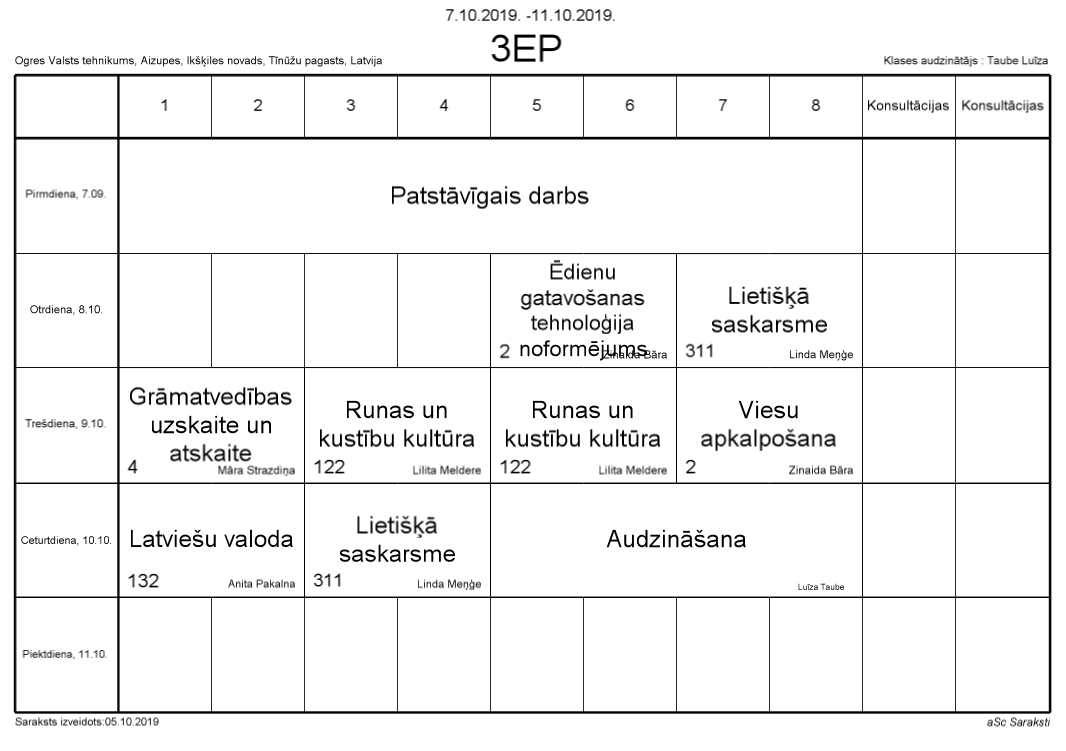 7.10.2019. -11.10.2019.
3EP
Ogres Valsts tehnikums, Aizupes, Ikšķiles novads, Tīnūžu pagasts, Latvija
Klases audzinātājs : Taube Luīza
1 2 3 4 5 6 7 8 Konsultācijas Konsultācijas
Pirmdiena, 7.09.
Patstāvīgais darbs
Otrdiena, 8.10.
Ēdienu
gatavošanas
tehnoloģija
noformējums
2 Zinaida Bāra
Lietišķā
saskarsme
311 Linda Meņģe
Trešdiena, 9.10.
Grāmatvedības
uzskaite un
atskaite
4 Māra Strazdiņa
Runas un
kustību kultūra
122 Lilita Meldere
Runas un
kustību kultūra
122 Lilita Meldere
Viesu
apkalpošana
2 Zinaida Bāra
Ceturtdiena, 10.10.
Latviešu valoda
132 Anita Pakalna
Lietišķā
saskarsme
311 Linda Meņģe
Audzināšana
Luīza Taube
Piektdiena, 11.10.
Saraksts izveidots:05.10.2019
aSc Saraksti